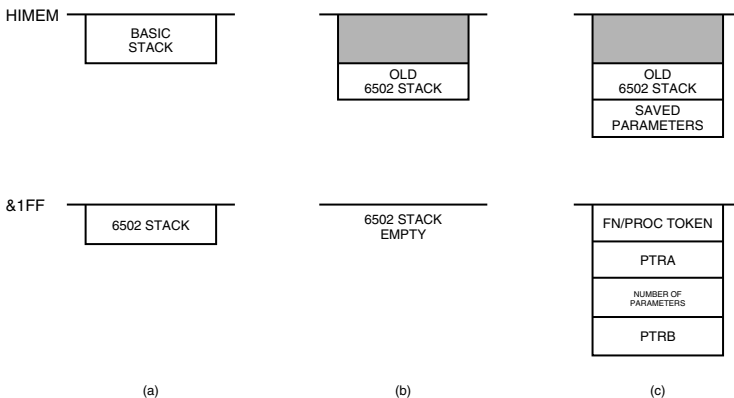 HIMEM
BASIC
STACK
OLD
6502 STACK
OLD
6502 STACK
SAVED
PARAMETERS
&1FF
6502 STACK
6502 STACK
EMPTY
FN/PROC TOKEN
PTRA
NUMBER OF
PARAMETERS
PTRB
(a)
(b)
(c)